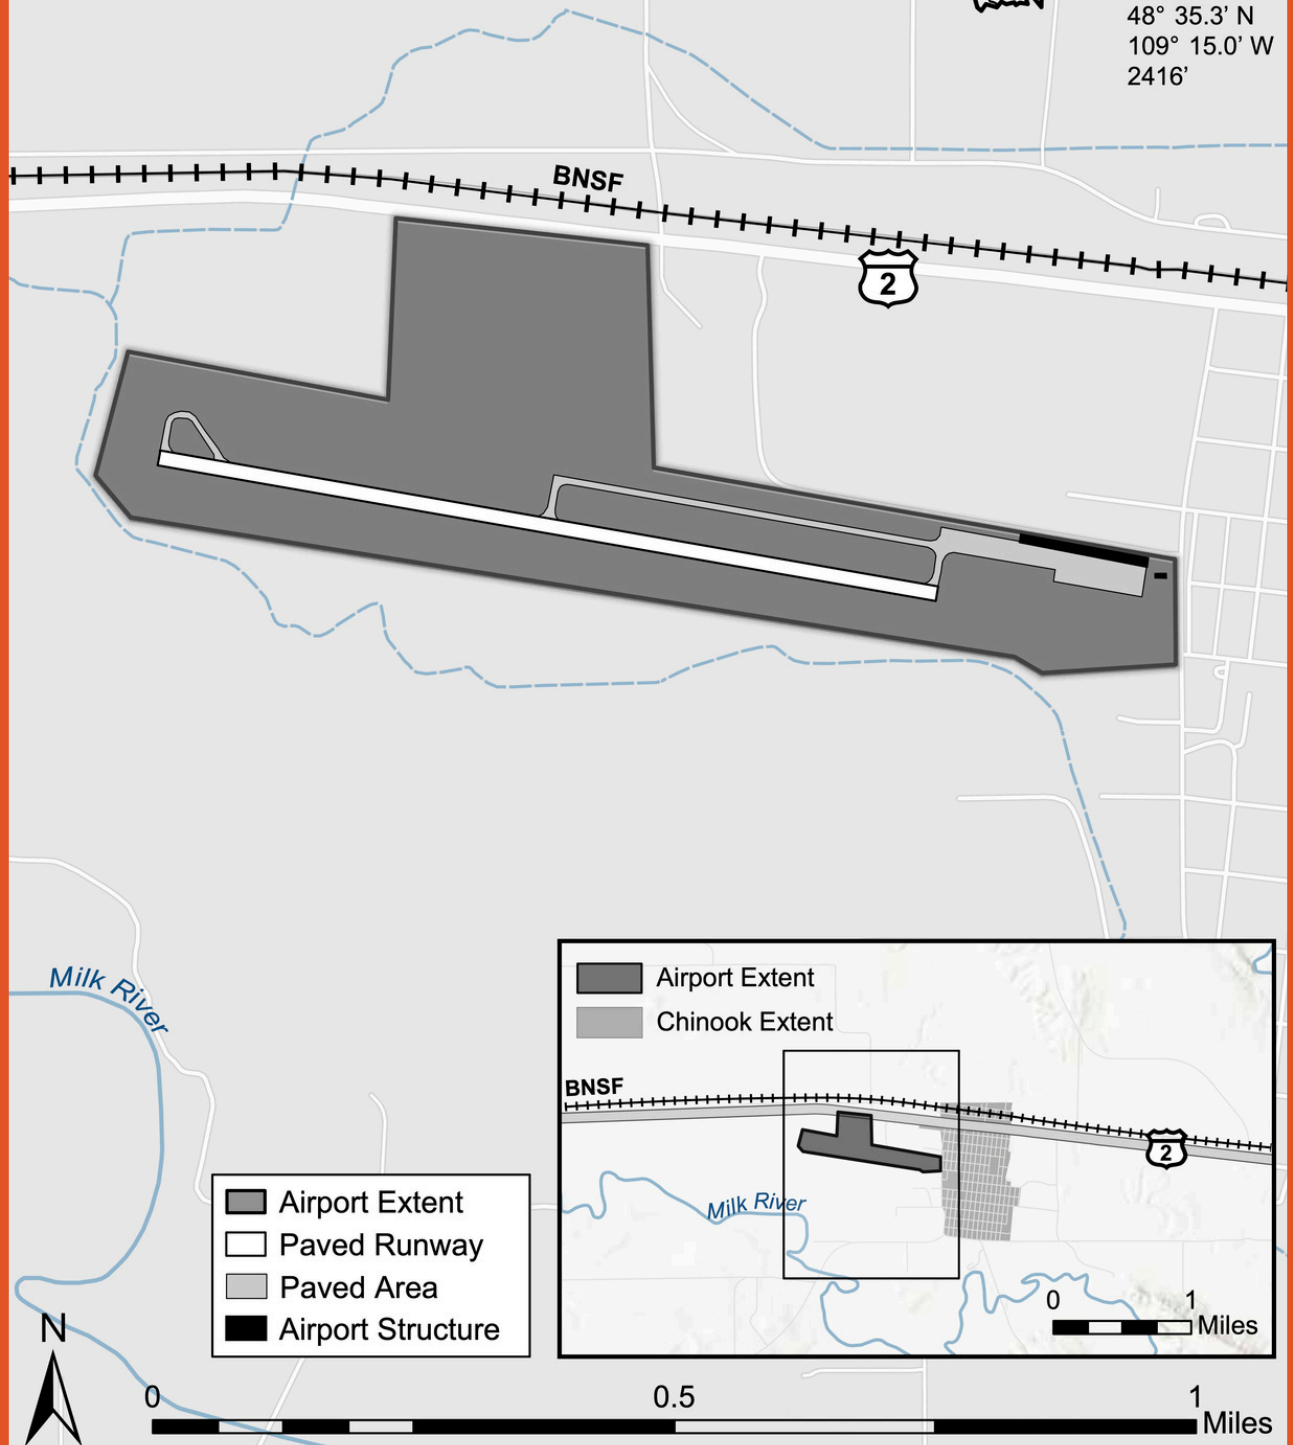 48° 35.3' N
109° 15.0' W
2416'
BNSF
2
Milk River
Airport Extent
Chinook Extent
BNSF
2
Milk River
0 1
Miles
Airport Extent
Paved Runway
Paved Area
Airport Structure
N
0 0.5 1
Miles